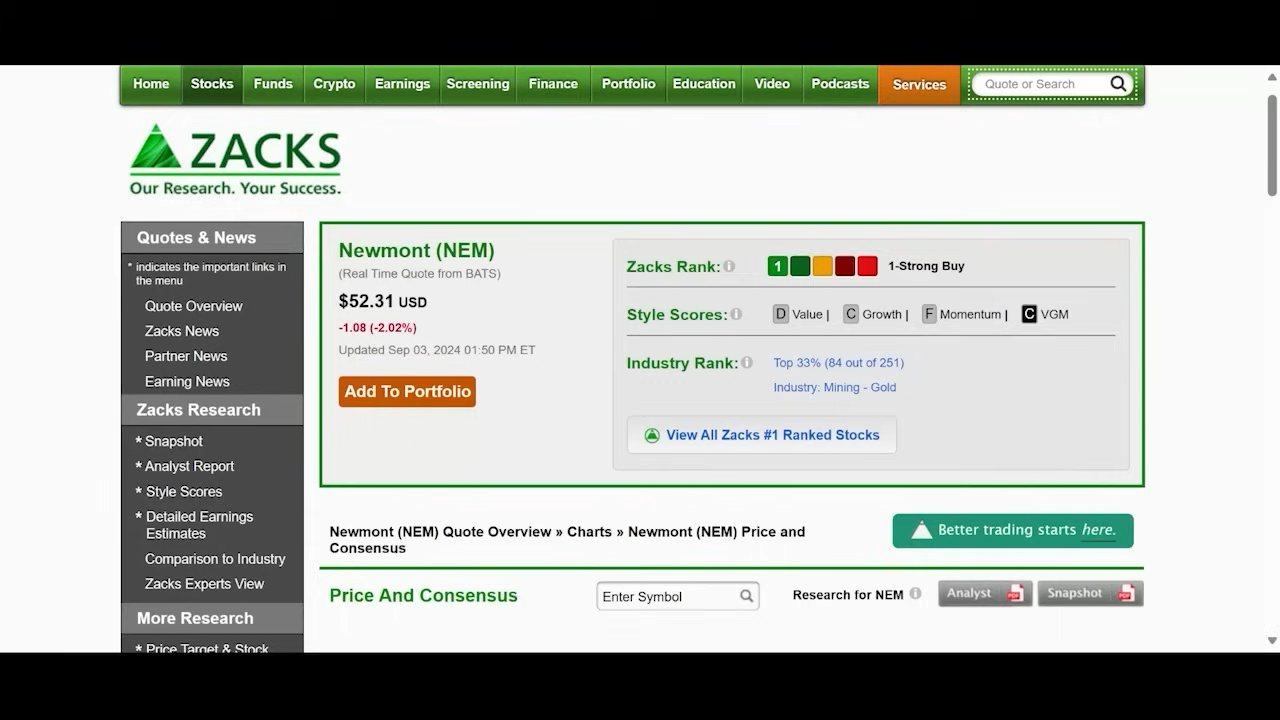 Home Stocks Funds Crypto Earnings Screening Finance Portfolio Education Video Podcasts Services Quote or Search
ZACKS
Our Research. Your Success.
Quotes & News
* indicates the important links in
the menu
Quote Overview
Zacks News
Partner News
Earning News
Zacks Research
* Snapshot
* Analyst Report
* Style Scores
* Detailed Earnings
Estimates
Comparison to Industry
Zacks Experts View
More Research
* Price Target & Stock
Newmont (NEM)
(Real Time Quote from BATS)
$52.31 USD
-1.08 (-2.02%)
Updated Sep 03, 2024 01:50 PM ET
Add To Portfolio
Zacks Rank: 1 1-Strong Buy
Style Scores: D Value | C Growth | F Momentum | C VGM
Industry Rank: Top 33% (84 out of 251)
Industry: Mining - Gold
View All Zacks #1 Ranked Stocks
Newmont (NEM) Quote Overview » Charts » Newmont (NEM) Price and
Consensus
Better trading starts here.
Price And Consensus Enter Symbol Research for NEM Analyst PDF Snapshot PDF